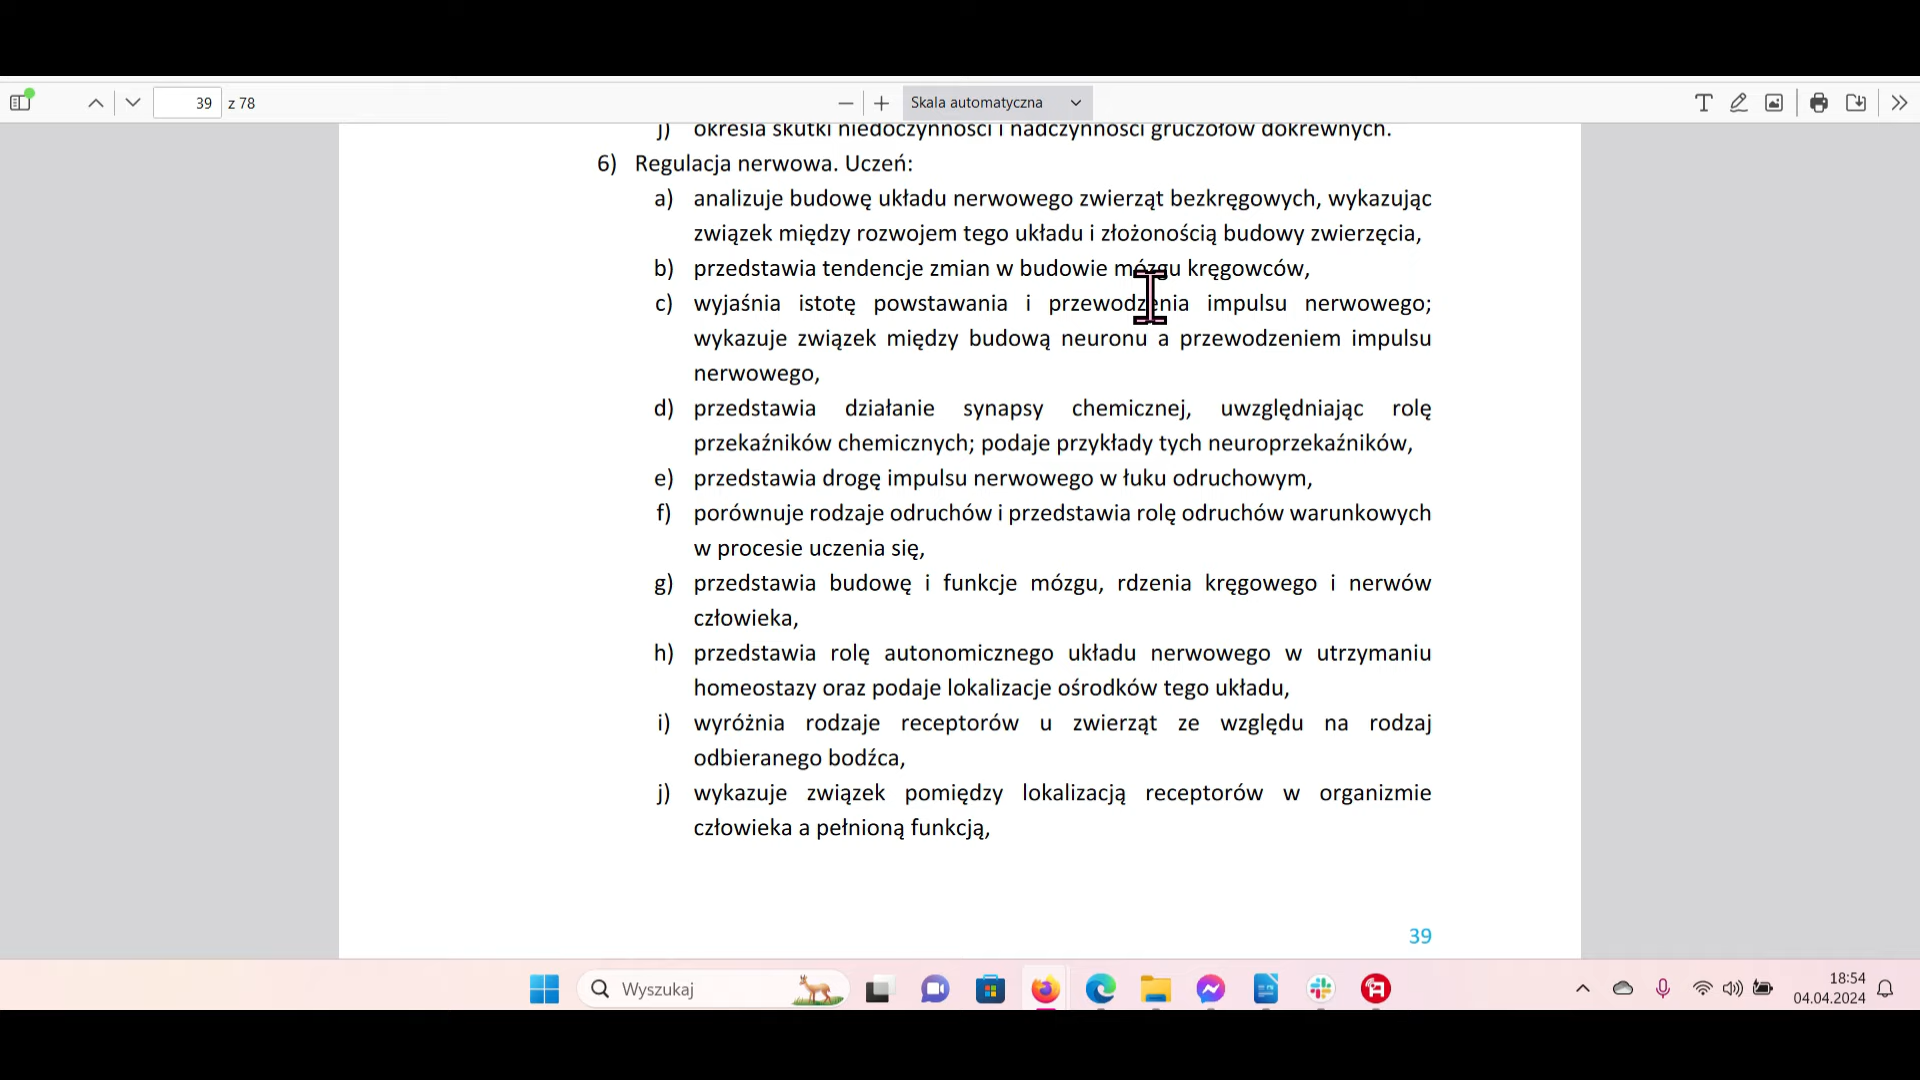 39 z 78
Skala automatyczna
j) określa skutki niedoczynności i nadczynności gruczołów dokrewnych.
6) Regulacja nerwowa. Uczeń:
a) analizuje budowę układu nerwowego zwierząt bezkręgowych, wykazując
związek między rozwojem tego układu i złożonością budowy zwierzęcia,
b) przedstawia tendencje zmian w budowie mózgu kręgowców,
c) wyjaśnia istotę powstawania i przewodzenia impulsu nerwowego;
wykazuje związek między budową neuronu a przewodzeniem impulsu
nerwowego,
d) przedstawia działanie synapsy chemicznej, uwzględniając rolę
przekaźników chemicznych; podaje przykłady tych neuroprzekaźników,
e) przedstawia drogę impulsu nerwowego w łuku odruchowym,
f) porównuje rodzaje odruchów i przedstawia rolę odruchów warunkowych
w procesie uczenia się,
g) przedstawia budowę i funkcje mózgu, rdzenia kręgowego i nerwów
człowieka,
h) przedstawia rolę autonomicznego układu nerwowego w utrzymaniu
homeostazy oraz podaje lokalizacje ośrodków tego układu,
i) wyróżnia rodzaje receptorów u zwierząt ze względu na rodzaj
odbieranego bodźca,
j) wykazuje związek pomiędzy lokalizacją receptorów w organizmie
człowieka a pełnioną funkcją,
39
Wyszukaj
18:54
04.04.2024